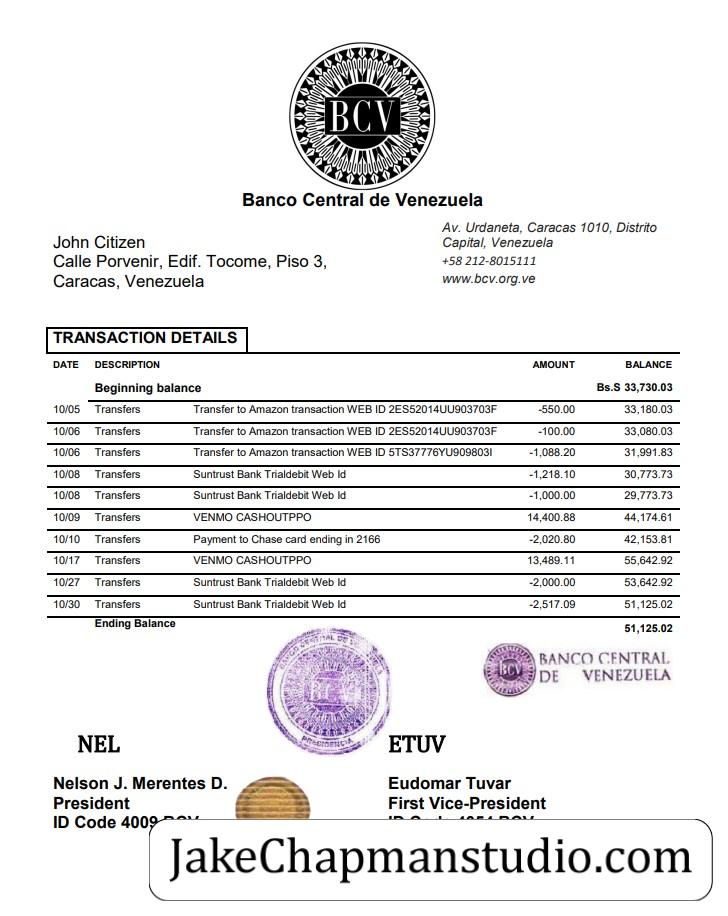 BCV
Banco Central de Venezuela
Av. Urdaneta, Caracas 1010, Distrito
Capital, Venezuela
+58 212-8015111
www.bcv.org.ve
John Citizen
Calle Porvenir, Edif. Tocome, Piso 3,
Caracas, Venezuela
TRANSACTION DETAILS
DATE DESCRIPTION AMOUNT BALANCE
Beginning balance Bs.S 33,730.03
10/05 Transfers Transfer to Amazon transaction WEB ID 2ES52014UU903703F -550.00 33,180.03
10/06 Transfers Transfer to Amazon transaction WEB ID 2ES52014UU903703F -100.00 33,080.03
10/06 Transfers Transfer to Amazon transaction WEB ID 5TS37776YU909803I -1,088.20 31,991.83
10/08 Transfers Suntrust Bank Trialdebit Web Id -1,218.10 30,773.73
10/08 Transfers Suntrust Bank Trialdebit Web Id -1,000.00 29,773.73
10/09 Transfers VENMO CASHOUTPPO 14,400.88 44,174.61
10/10 Transfers Payment to Chase card ending in 2166 -2,020.80 42,153.81
10/17 Transfers VENMO CASHOUTPPO 13,489.11 55,642.92
10/27 Transfers Suntrust Bank Trialdebit Web Id -2,000.00 53,642.92
10/30 Transfers Suntrust Bank Trialdebit Web Id -2,517.09 51,125.02
Ending Balance 51,125.02
BANCO CENTRAL DE VENEZUELA
BCV
PRESIDENCIA
BCV
BANCO CENTRAL
DE VENEZUELA
NEL ETUV
Nelson J. Merentes D. Eudomar Tuvar
President First Vice-President
ID Code 4009 BCV ID Code 4054 BCV
JakeChapmanstudio.com